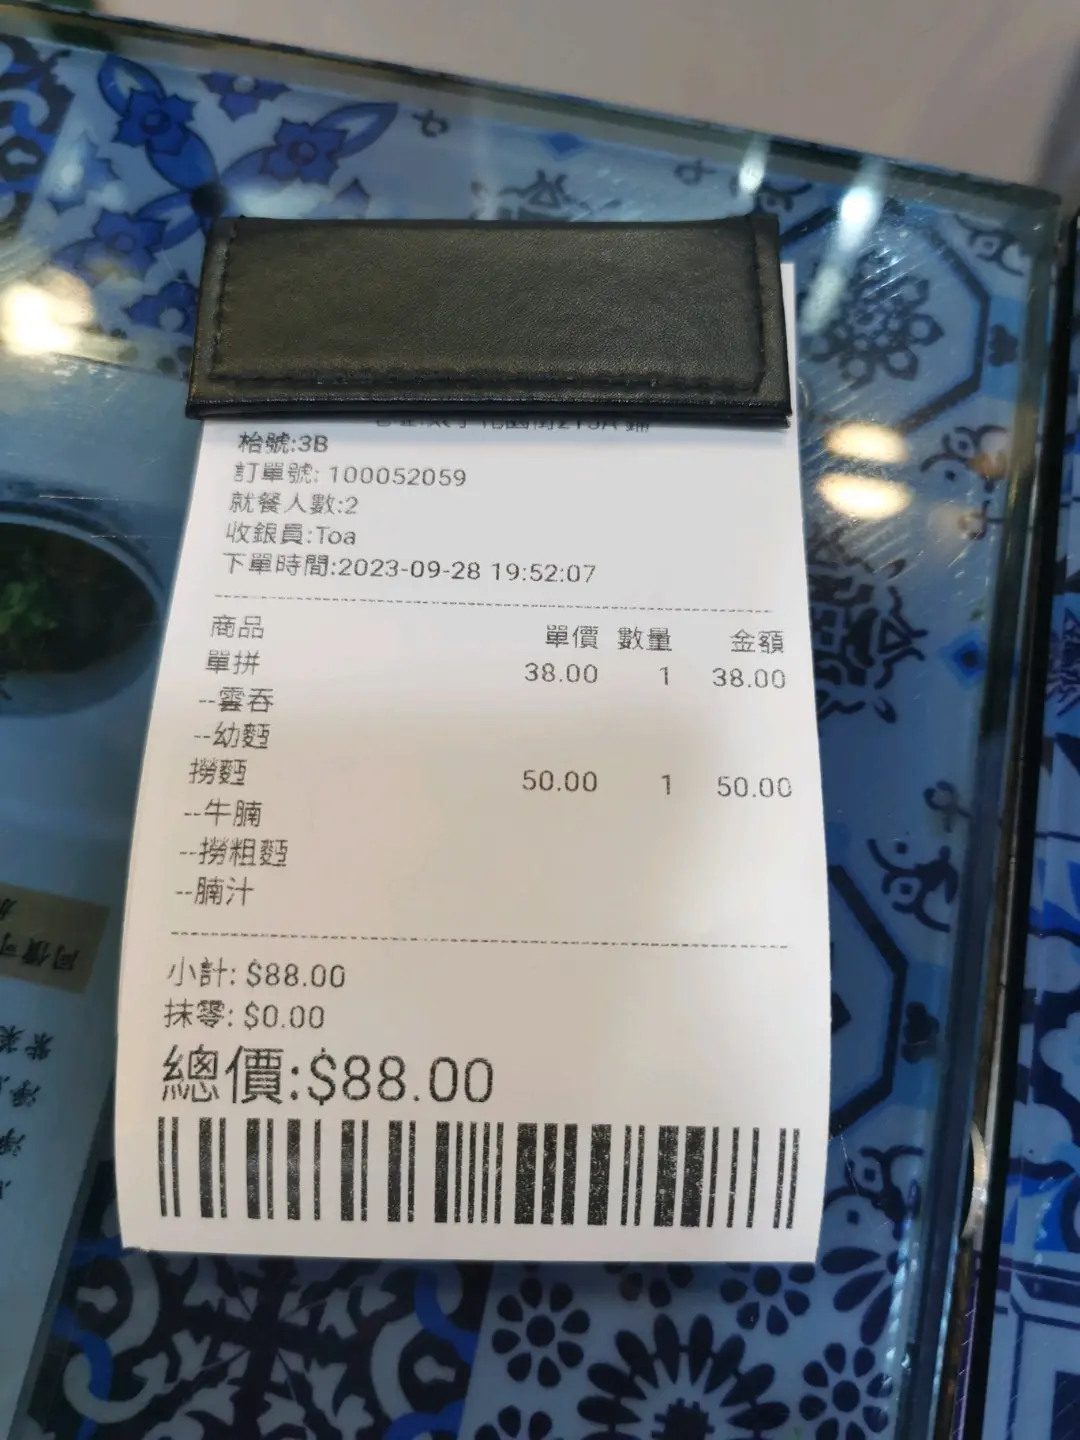 枱號:3B
訂單號: 100052059
就餐人數:2
收銀員:Toa
下單時間:2023-09-28 19:52:07
商品 單價 數量 金額
單拼 38.00 1 38.00
--雲吞
--幼麵
撈麵 50.00 1 50.00
--牛腩
--撈粗麵
--腩汁
小計: $88.00
抹零: $0.00
總價:$88.00